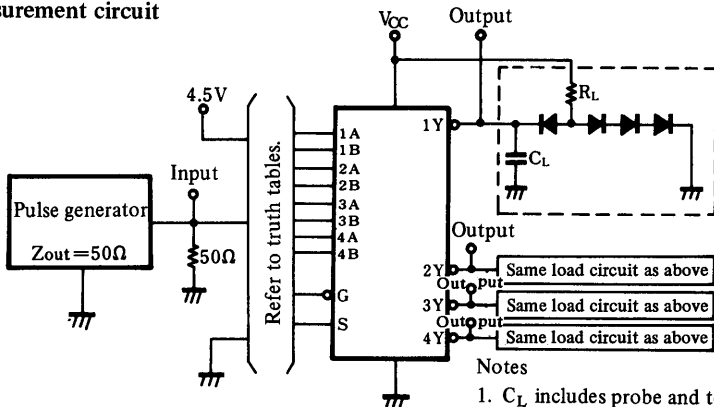 surement circuit
VCC
Output
4.5V
RL
1Y
CL
Input
Pulse generator
Zout=50Ω
50Ω
Refer to truth tables.
1A
1B
2A
2B
3A
3B
4A
4B
G
S
Output
2Y
Same load circuit as above
Output
3Y
Same load circuit as above
Output
4Y
Same load circuit as above
Notes
1. CL includes probe and t